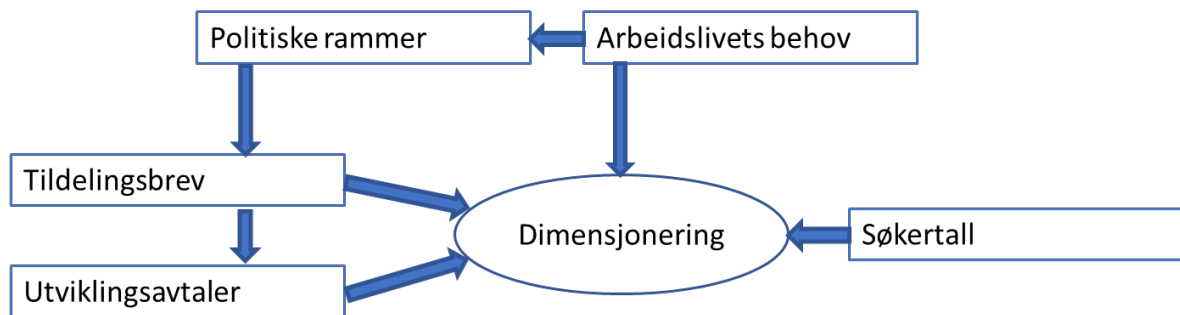 Politiske rammer
Arbeidslivets behov
Tildelingsbrev
Dimensjonering
Søkertall
Utviklingsavtaler